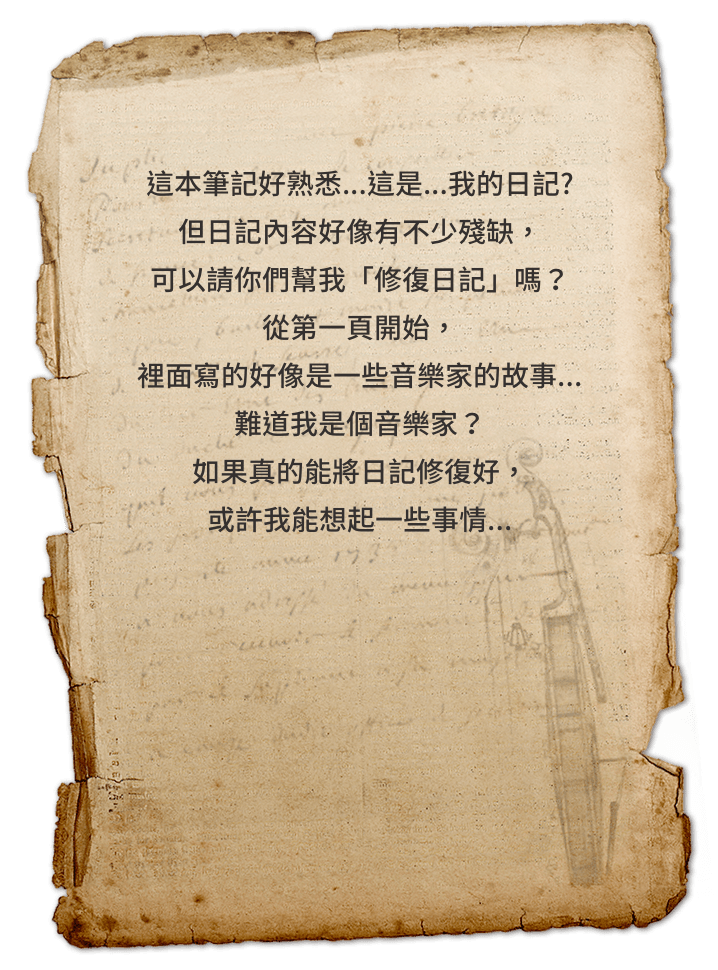 這本筆記好熟悉...這是...我的日記?
但日記內容好像有不少殘缺，
可以請你們幫我「修復日記」嗎？
從第一頁開始，
裡面寫的好像是一些音樂家的故事...
難道我是個音樂家？
如果真的能將日記修復好，
或許我能想起一些事情...